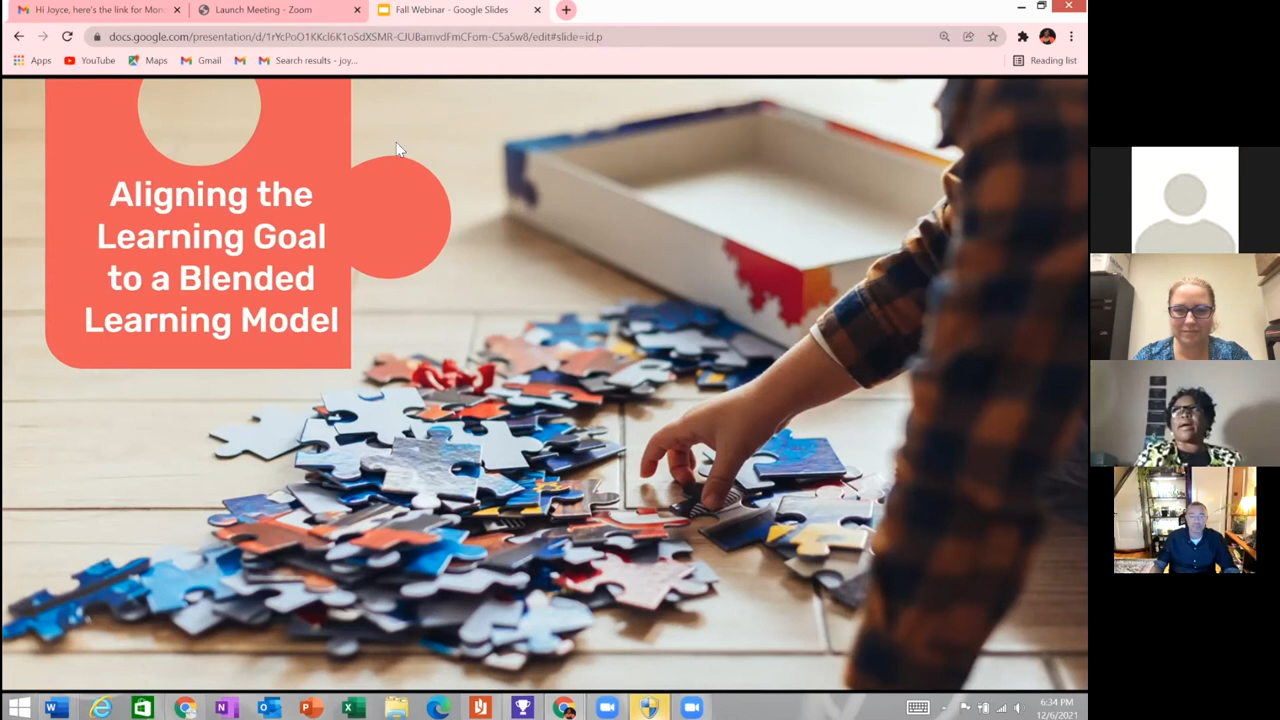 Hi Joyce, here's the link for Mon
Launch Meeting - Zoom
Fall Webinar - Google Slides
docs.google.com/presentation/d/1rYcPoO1KKcl6K1oSdXSMR-CJUBamvdFmCFom-C5a5w8/edit#slide=id.p
Apps
YouTube
Maps
Gmail
Search results - joy...
Reading list
Aligning the
Learning Goal
to a Blended
Learning Model
6:34 PM
12/6/2021